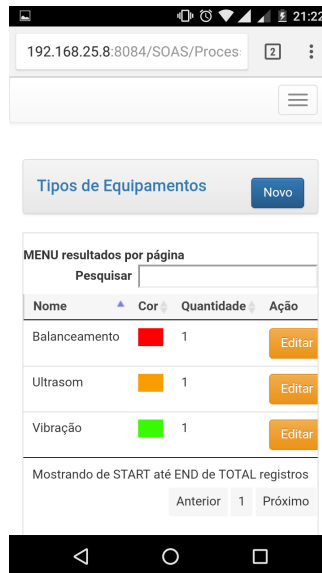 21:22
192.168.25.8:8084/SOAS/Proces
2
Tipos de Equipamentos
Novo
MENU resultados por página
Pesquisar
Nome Cor Quantidade Ação
Balanceamento 1 Editar
Ultrasom 1 Editar
Vibração 1 Editar
Mostrando de START até END de TOTAL registros
Anterior 1 Próximo